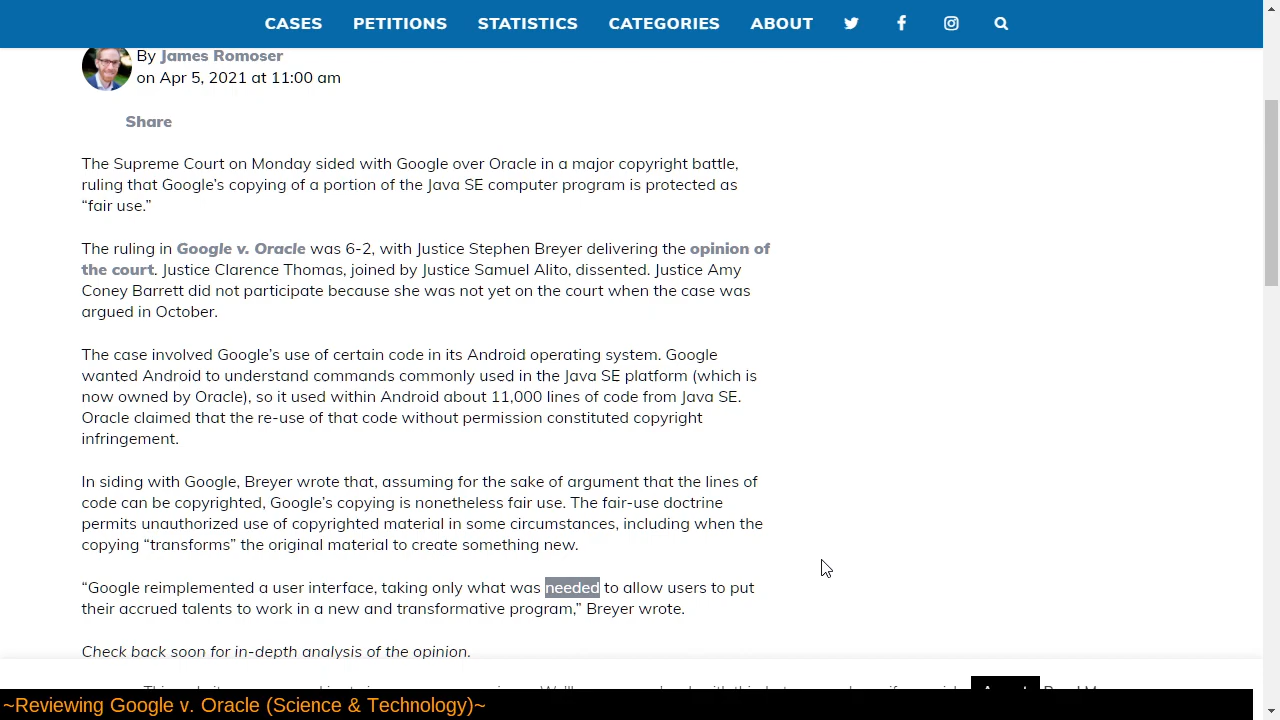 CASES PETITIONS STATISTICS CATEGORIES ABOUT
By James Romoser
on Apr 5, 2021 at 11:00 am
Share
The Supreme Court on Monday sided with Google over Oracle in a major copyright battle,
ruling that Google’s copying of a portion of the Java SE computer program is protected as
“fair use.”
The ruling in Google v. Oracle was 6-2, with Justice Stephen Breyer delivering the opinion of
the court. Justice Clarence Thomas, joined by Justice Samuel Alito, dissented. Justice Amy
Coney Barrett did not participate because she was not yet on the court when the case was
argued in October.
The case involved Google’s use of certain code in its Android operating system. Google
wanted Android to understand commands commonly used in the Java SE platform (which is
now owned by Oracle), so it used within Android about 11,000 lines of code from Java SE.
Oracle claimed that the re-use of that code without permission constituted copyright
infringement.
In siding with Google, Breyer wrote that, assuming for the sake of argument that the lines of
code can be copyrighted, Google’s copying is nonetheless fair use. The fair-use doctrine
permits unauthorized use of copyrighted material in some circumstances, including when the
copying “transforms” the original material to create something new.
“Google reimplemented a user interface, taking only what was needed to allow users to put
their accrued talents to work in a new and transformative program,” Breyer wrote.
Check back soon for in-depth analysis of the opinion.
~Reviewing Google v. Oracle (Science & Technology)~